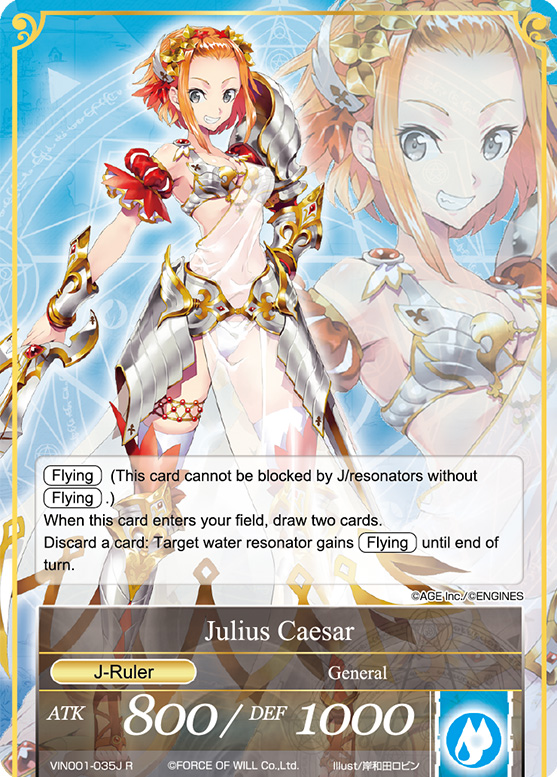 Flying (This card cannot be blocked by J/resonators without
Flying .)
When this card enters your field, draw two cards.
Discard a card: Target water resonator gains Flying until end of
turn.
©AGE Inc./©ENGINES
Julius Caesar
J-Ruler General
ATK 800 / DEF 1000
VIN001-035J R ©FORCE OF WILL Co.,Ltd. Illust/岸和田ロビン